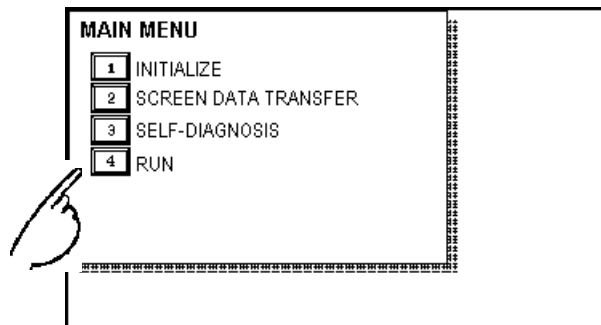 MAIN MENU
1 INITIALIZE
2 SCREEN DATA TRANSFER
3 SELF-DIAGNOSIS
4 RUN